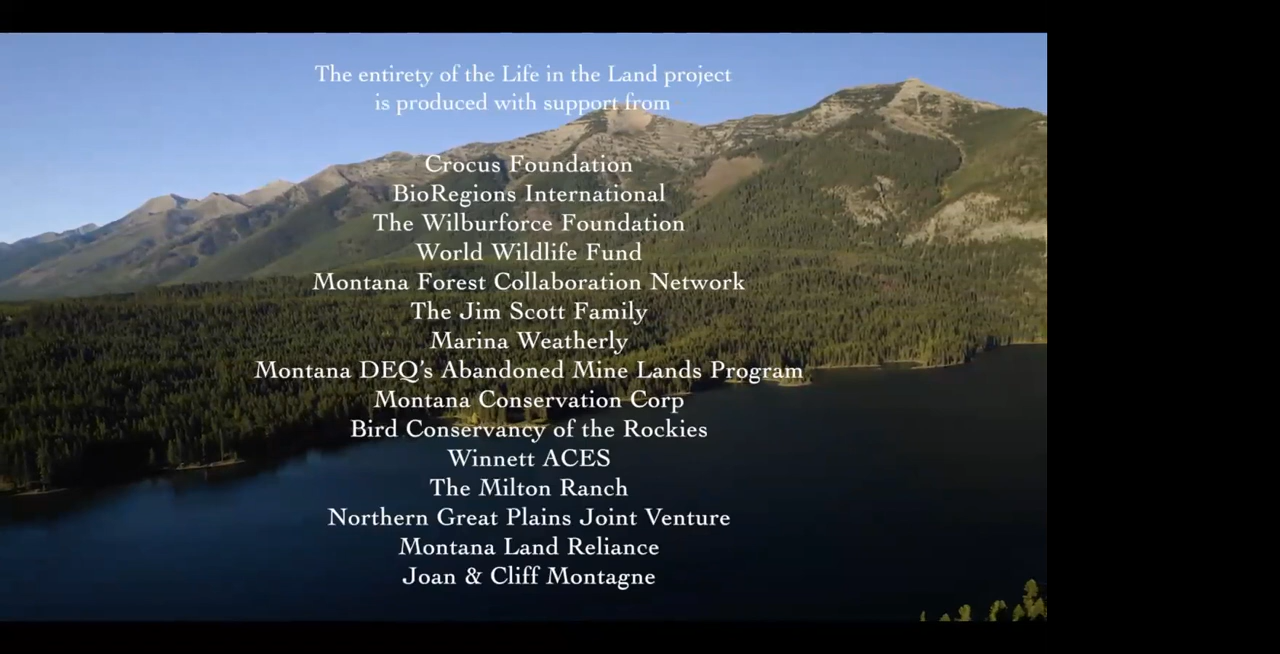 The entirety of the Life in the Land project
is produced with support from
Crocus Foundation
BioRegions International
The Wilburforce Foundation
World Wildlife Fund
Montana Forest Collaboration Network
The Jim Scott Family
Marina Weatherly
Montana DEQ's Abandoned Mine Lands Program
Montana Conservation Corp
Bird Conservancy of the Rockies
Winnett ACES
The Milton Ranch
Northern Great Plains Joint Venture
Montana Land Reliance
Joan & Cliff Montagne